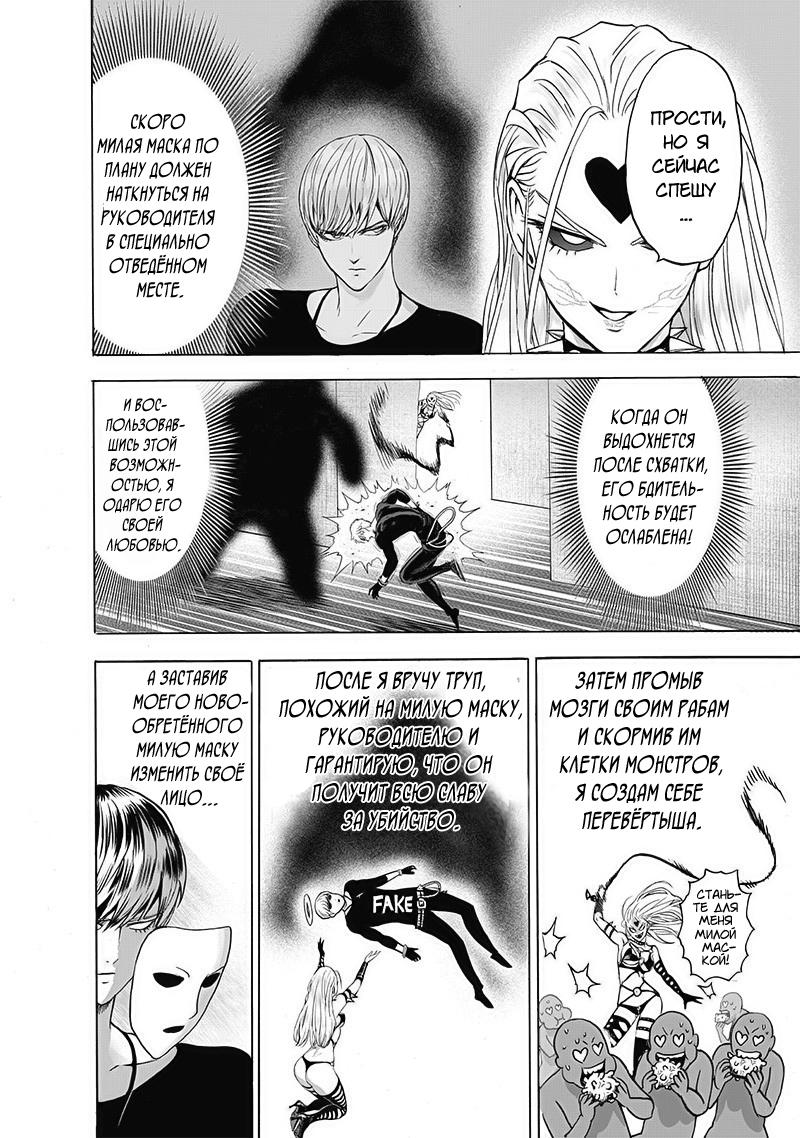 ПРОСТИ,
НО Я
СЕЙЧАС
СПЕШУ
...
СКОРО
МИЛАЯ МАСКА ПО
ПЛАНУ ДОЛЖЕН
НАТКНУТЬСЯ НА
РУКОВОДИТЕЛЯ
В СПЕЦИАЛЬНО
ОТВЕДЁННОМ
МЕСТЕ.
КОГДА ОН
ВЫДОХНЕТСЯ
ПОСЛЕ СХВАТКИ,
ЕГО БДИТЕЛЬ-
НОСТЬ БУДЕТ
ОСЛАБЛЕНА!
И ВОС-
ПОЛЬЗОВАВ-
ШИСЬ ЭТОЙ
ВОЗМОЖН-
ОСТЬЮ, Я
ОДАРЮ ЕГО
СВОЕЙ
ЛЮБОВЬЮ.
ЗАТЕМ ПРОМЫВ
МОЗГИ СВОИМ РАБАМ
И СКОРМИВ ИМ
КЛЕТКИ МОНСТРОВ,
Я СОЗДАМ СЕБЕ
ПЕРЕВЁРТЫША.
СТАНЬ-
ТЕ ДЛЯ
МЕНЯ
МИЛОЙ
МАС-
КОЙ!
ПОСЛЕ Я ВРУЧУ ТРУП,
ПОХОЖИЙ НА МИЛУЮ МАСКУ,
РУКОВОДИТЕЛЮ И
ГАРАНТИРУЮ, ЧТО ОН
ПОЛУЧИТ ВСЮ СЛАВУ
ЗА УБИЙСТВО.
FAKE
А ЗАСТАВИВ
МОЕГО НОВО-
ОБРЕТЁННОГО
МИЛУЮ МАСКУ
ИЗМЕНИТЬ СВОЁ
ЛИЦО...